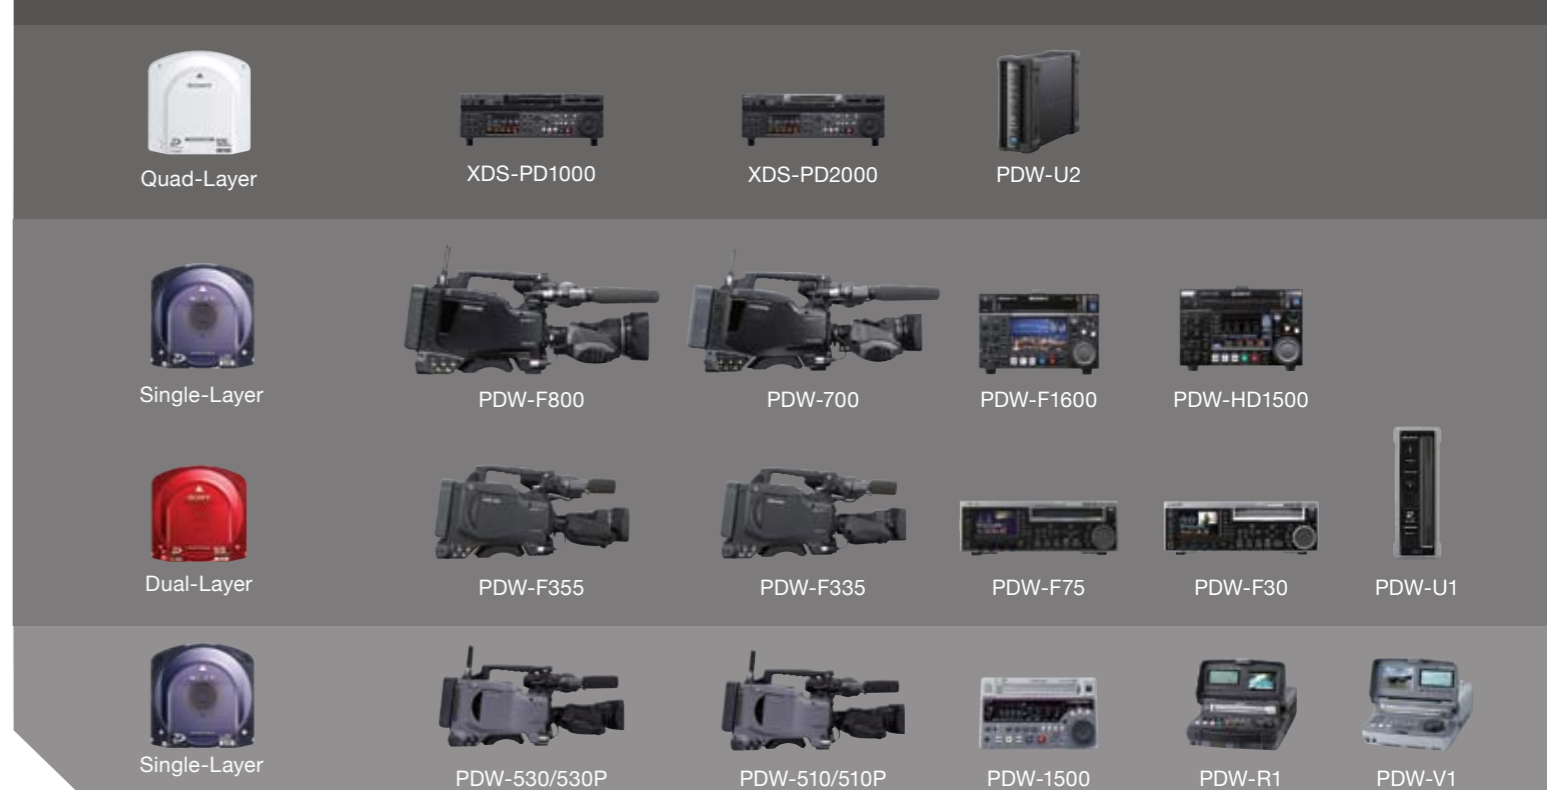 Quad-Layer
XDS-PD1000
XDS-PD2000
PDW-U2
Single-Layer
PDW-F800
PDW-700
PDW-F1600
PDW-HD1500
Dual-Layer
PDW-F355
PDW-F335
PDW-F75
PDW-F30
PDW-U1
Single-Layer
PDW-530/530P
PDW-510/510P
PDW-1500
PDW-R1
PDW-V1